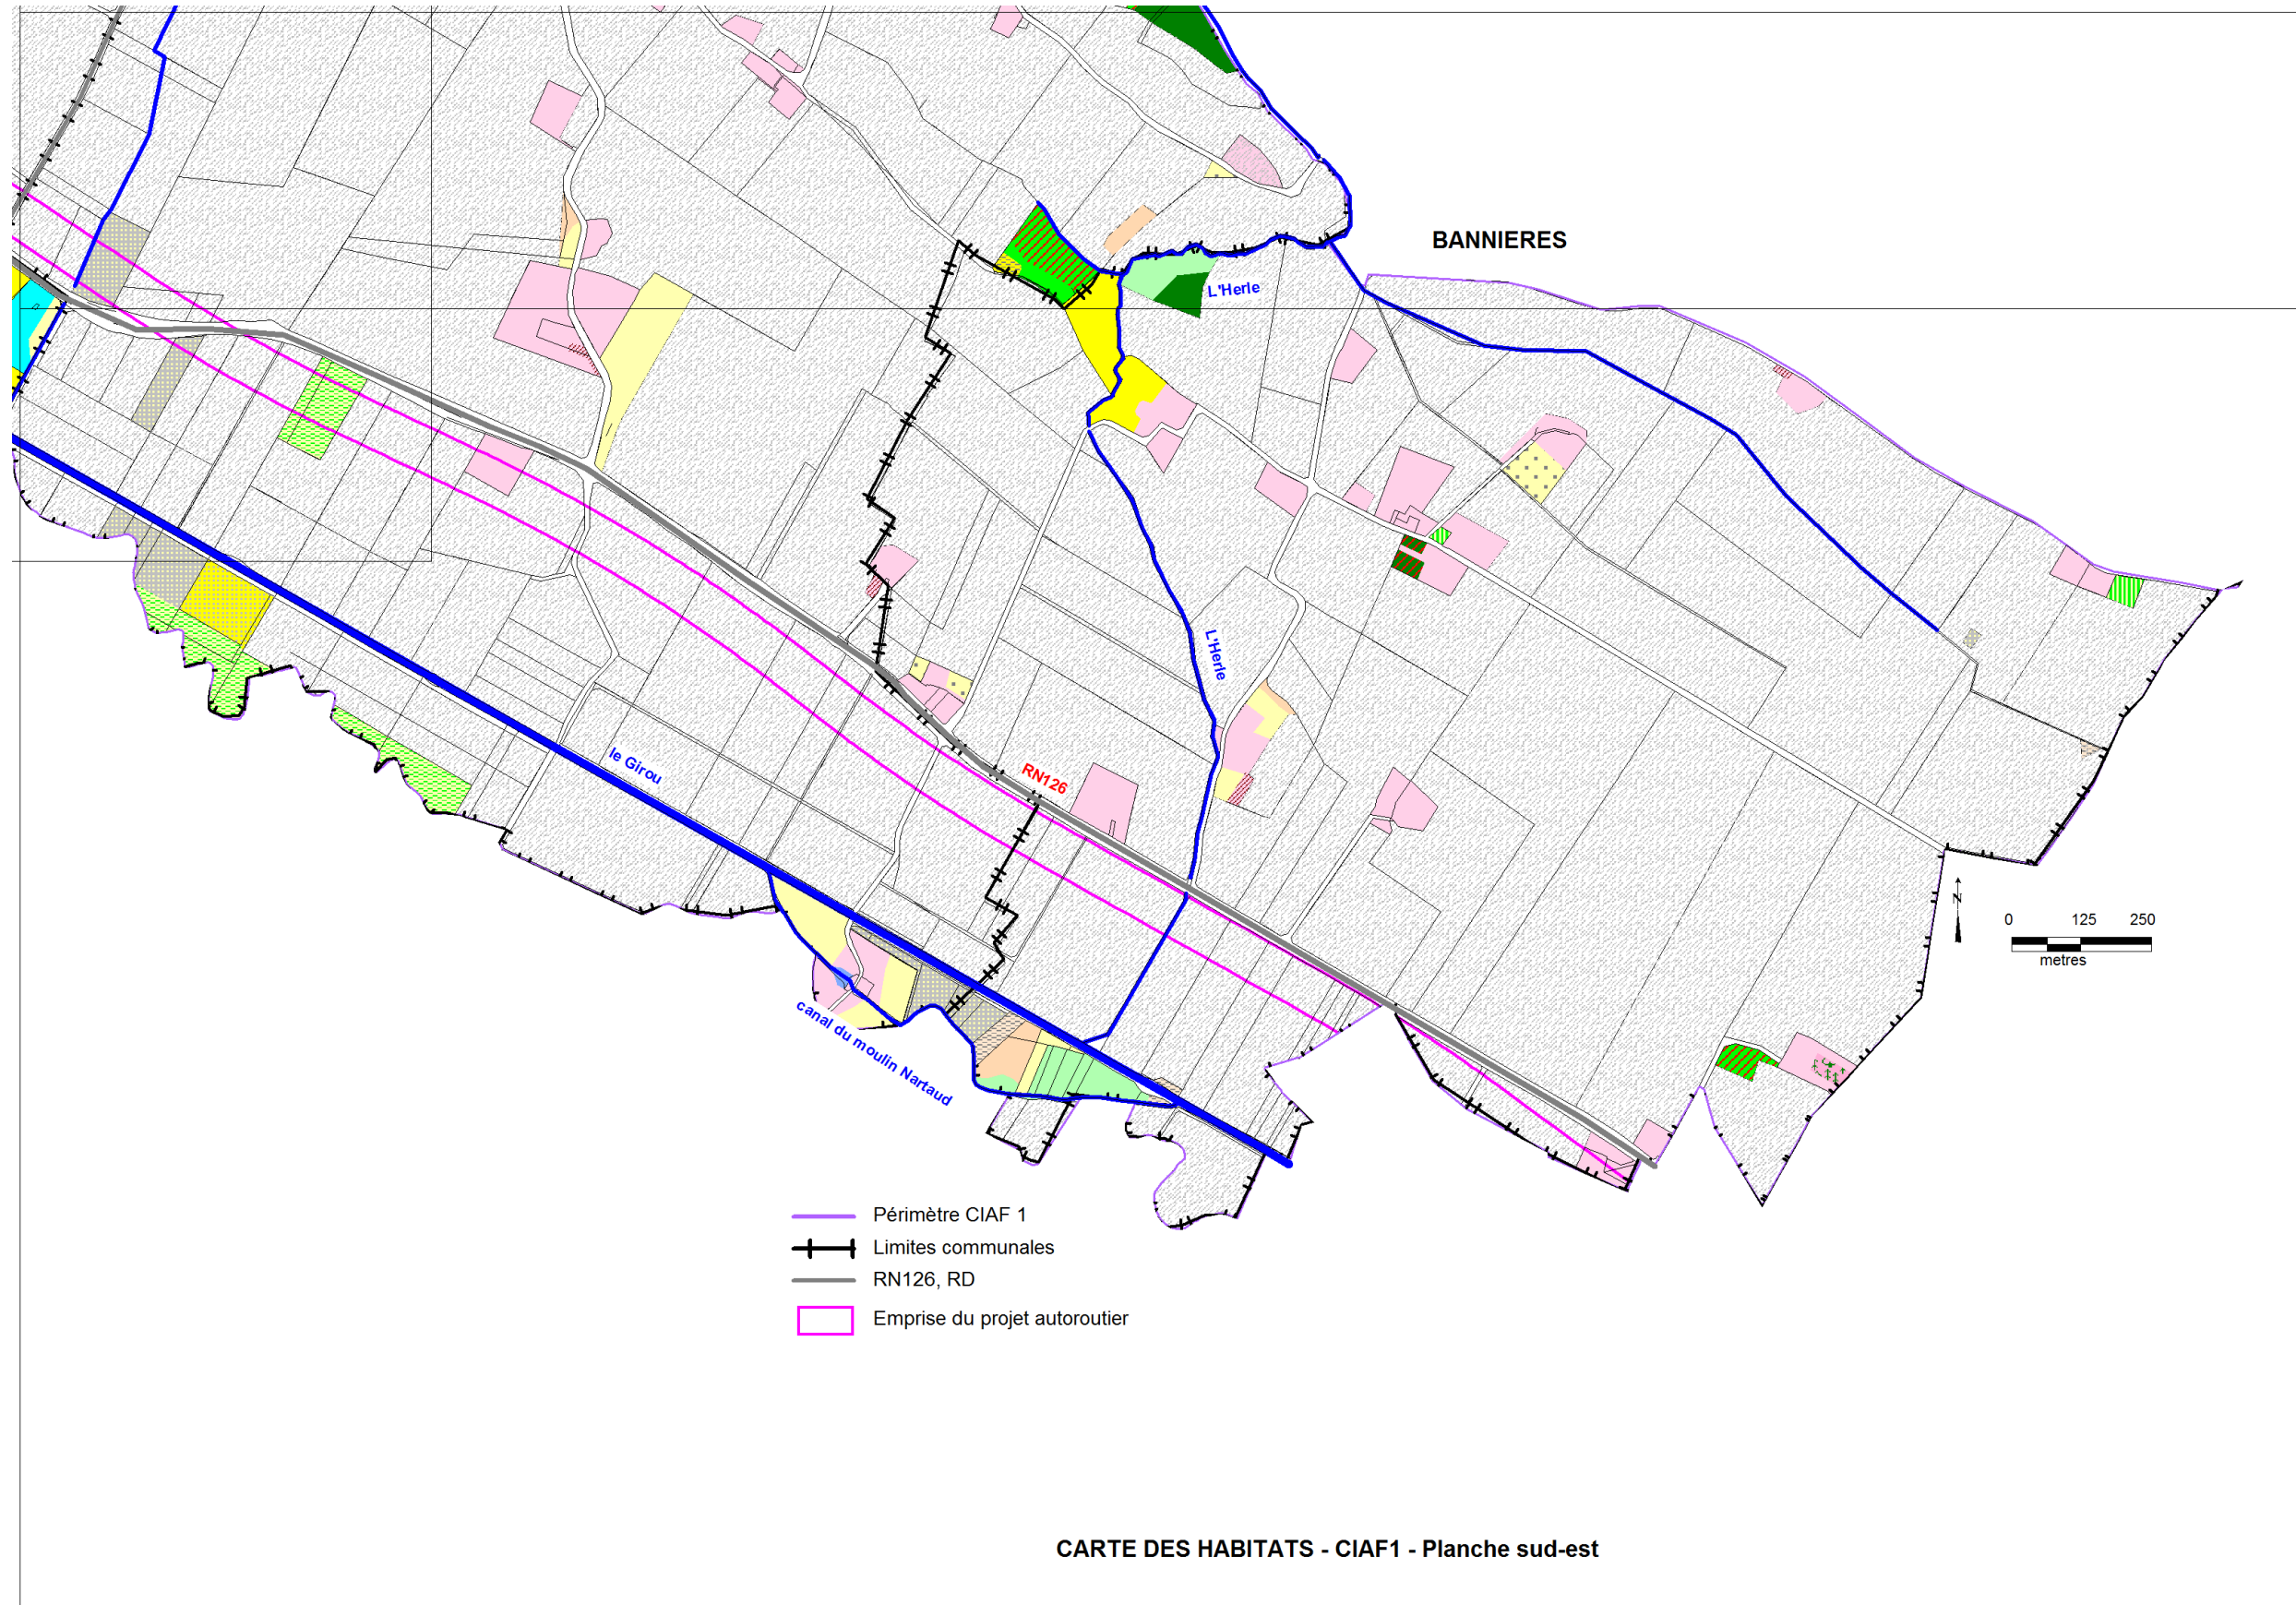 BANNIERES
L'Herle
L'Herle
le Girou
RN126
N
0 125 250
metres
canal du moulin Nartaud
Périmètre CIAF 1
Limites communales
RN126, RD
Emprise du projet autoroutier
CARTE DES HABITATS - CIAF1 - Planche sud-est